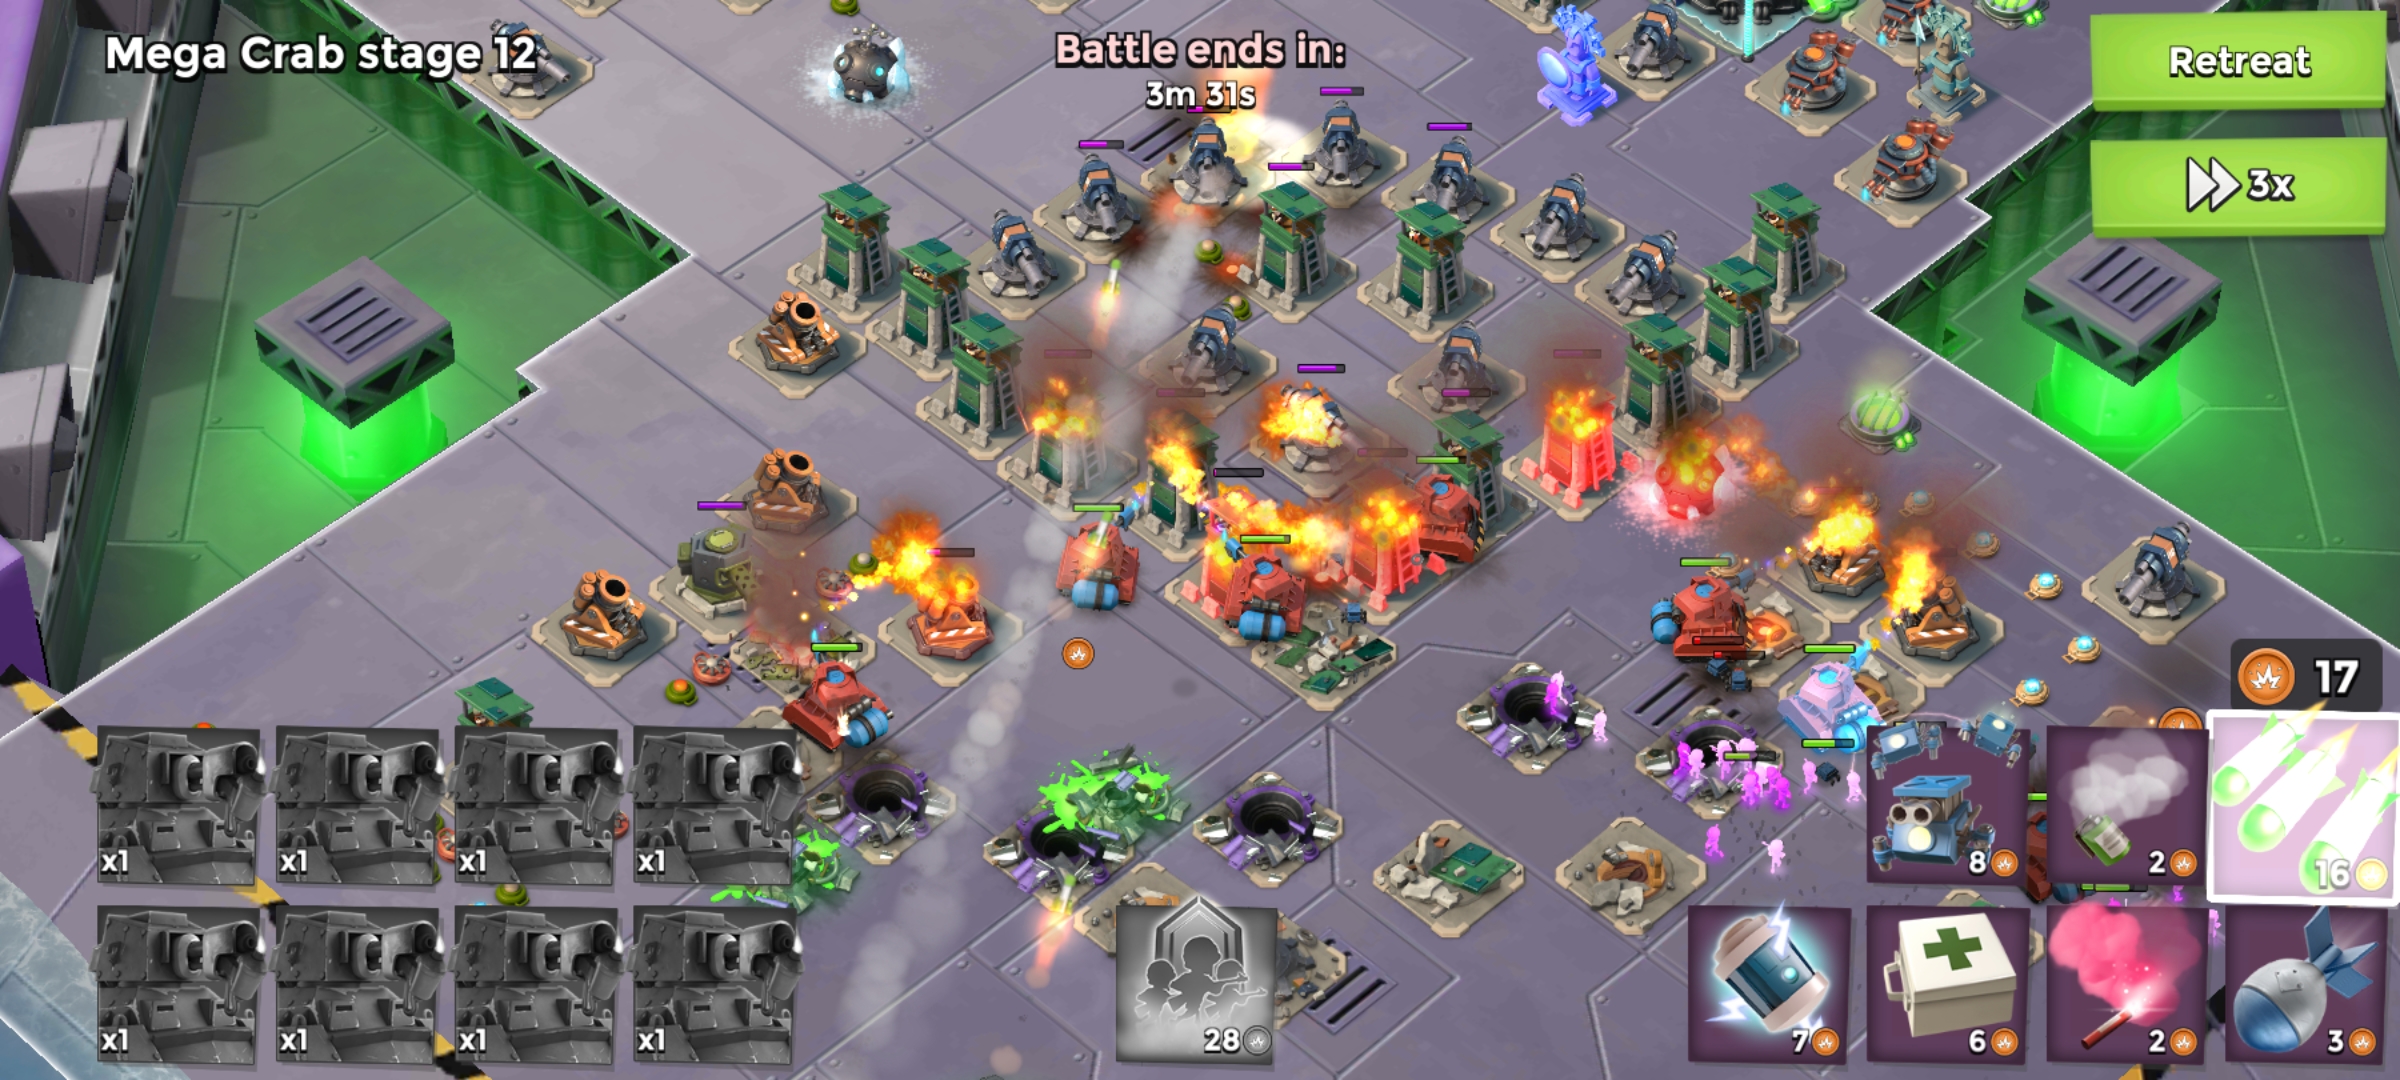 Mega Crab stage 12
Battle ends in:
3m 31s
Retreat
3x
17
8
2
16
x1
x1
x1
x1
x1
x1
x1
x1
28
7
6
2
3